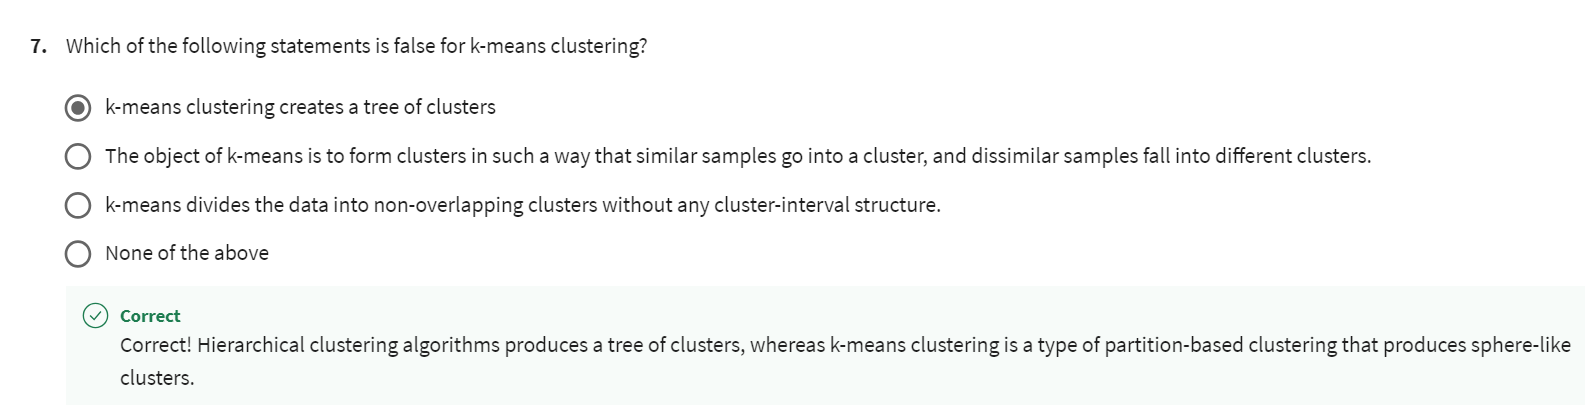 7. Which of the following statements is false for k-means clustering?
k-means clustering creates a tree of clusters
The object of k-means is to form clusters in such a way that similar samples go into a cluster, and dissimilar samples fall into different clusters.
k-means divides the data into non-overlapping clusters without any cluster-interval structure.
None of the above
Correct
Correct! Hierarchical clustering algorithms produces a tree of clusters, whereas k-means clustering is a type of partition-based clustering that produces sphere-like
clusters.